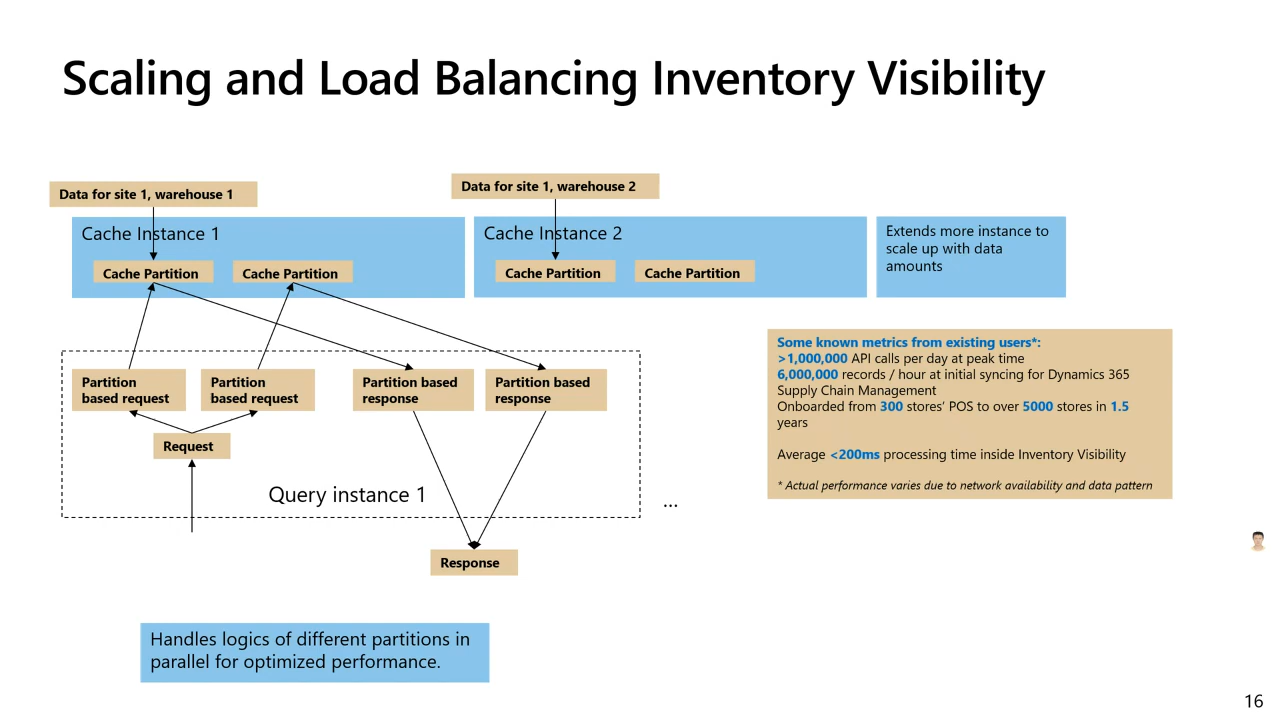 Scaling and Load Balancing Inventory Visibility
Data for site 1, warehouse 1
Data for site 1, warehouse 2
Cache Instance 1
Cache Partition
Cache Partition
Cache Instance 2
Cache Partition
Cache Partition
Extends more instance to
scale up with data
amounts
Partition
based request
Partition
based request
Partition based
response
Partition based
response
Request
Query instance 1
...
Response
Some known metrics from existing users*:
>1,000,000 API calls per day at peak time
6,000,000 records / hour at initial syncing for Dynamics 365
Supply Chain Management
Onboarded from 300 stores’ POS to over 5000 stores in 1.5
years
Average <200ms processing time inside Inventory Visibility
* Actual performance varies due to network availability and data pattern
Handles logics of different partitions in
parallel for optimized performance.
16